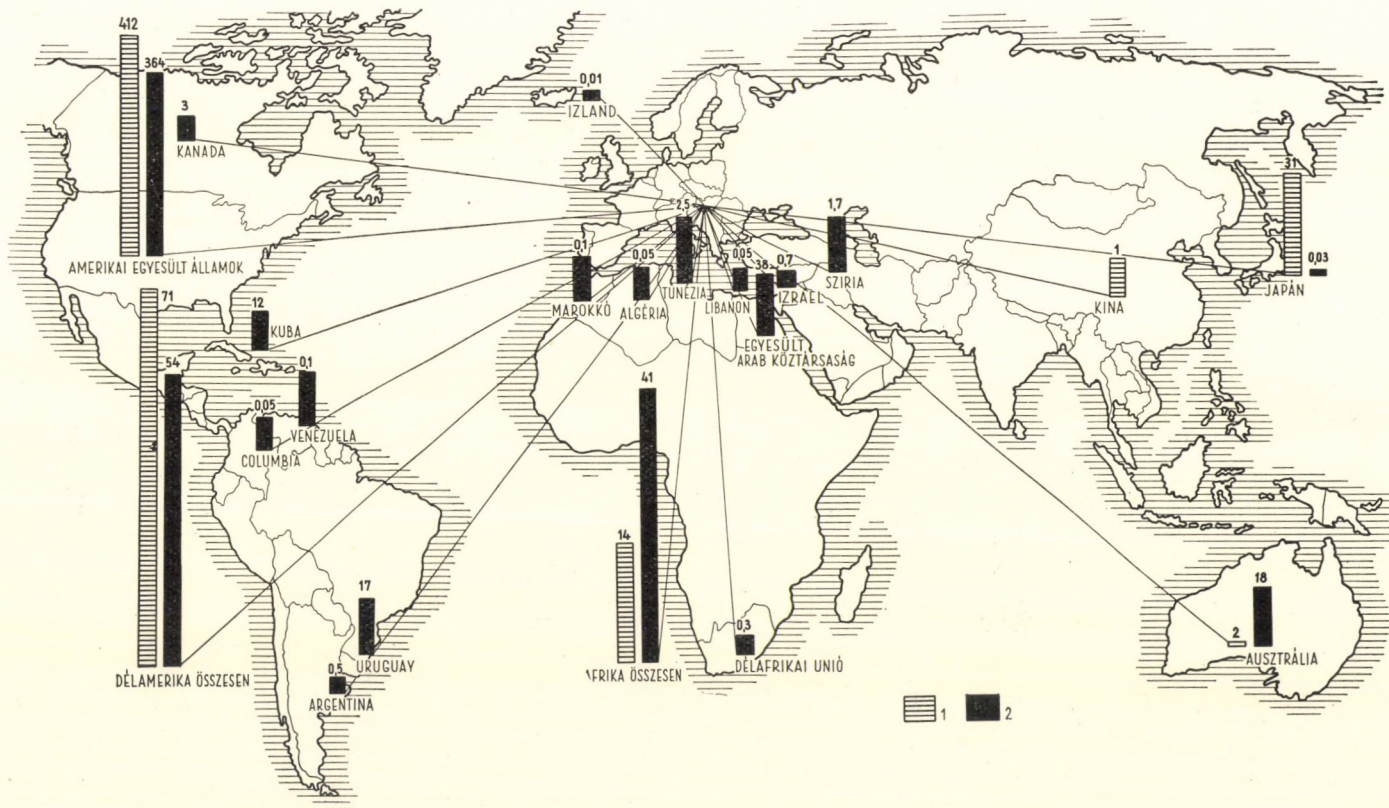 412
364
3
KANADA
AMERIKAI EGYESÜLT ÁLLAMOK
0,01
IZLAND
71
54
12
KUBA
0,1
VENEZUELA
0,05
COLUMBIA
DÉLAMERIKA ÖSSZESEN
17
URUGUAY
0,5
ARGENTINA
0,1
MAROKKÓ
0,05
ALGÉRIA
2,5
TUNÉZIA
0,05
LIBANON
38
EGYESÜLT
ARAB KÖZTÁRSASÁG
0,7
IZRAEL
1,7
SZIRIA
1
KINA
31
0,03
JAPÁN
14
41
FRIKA ÖSSZESEN
0,3
DÉLAFRIKAI UNIÓ
2
18
AUSZTRÁLIA
1
2